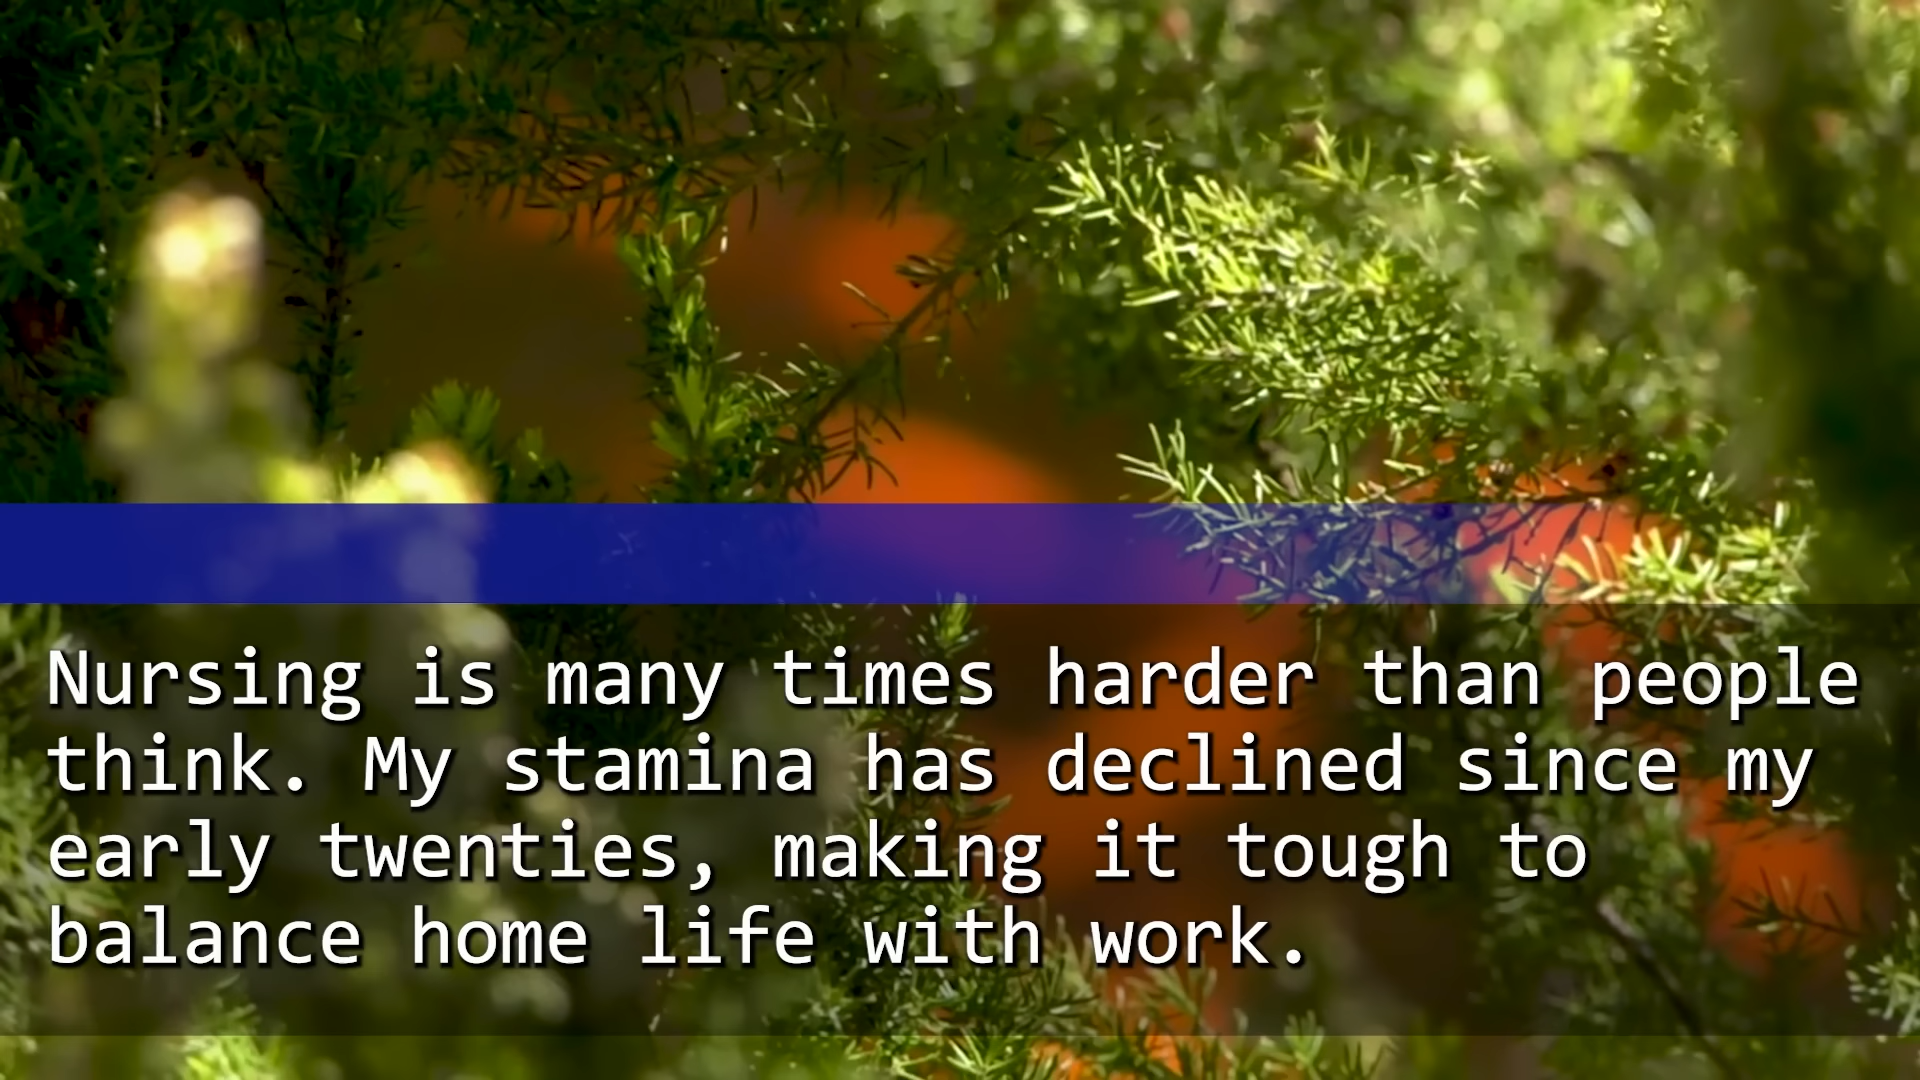 Nursing is many times harder than people
think. My stamina has declined since my
early twenties, making it tough to
balance home life with work.